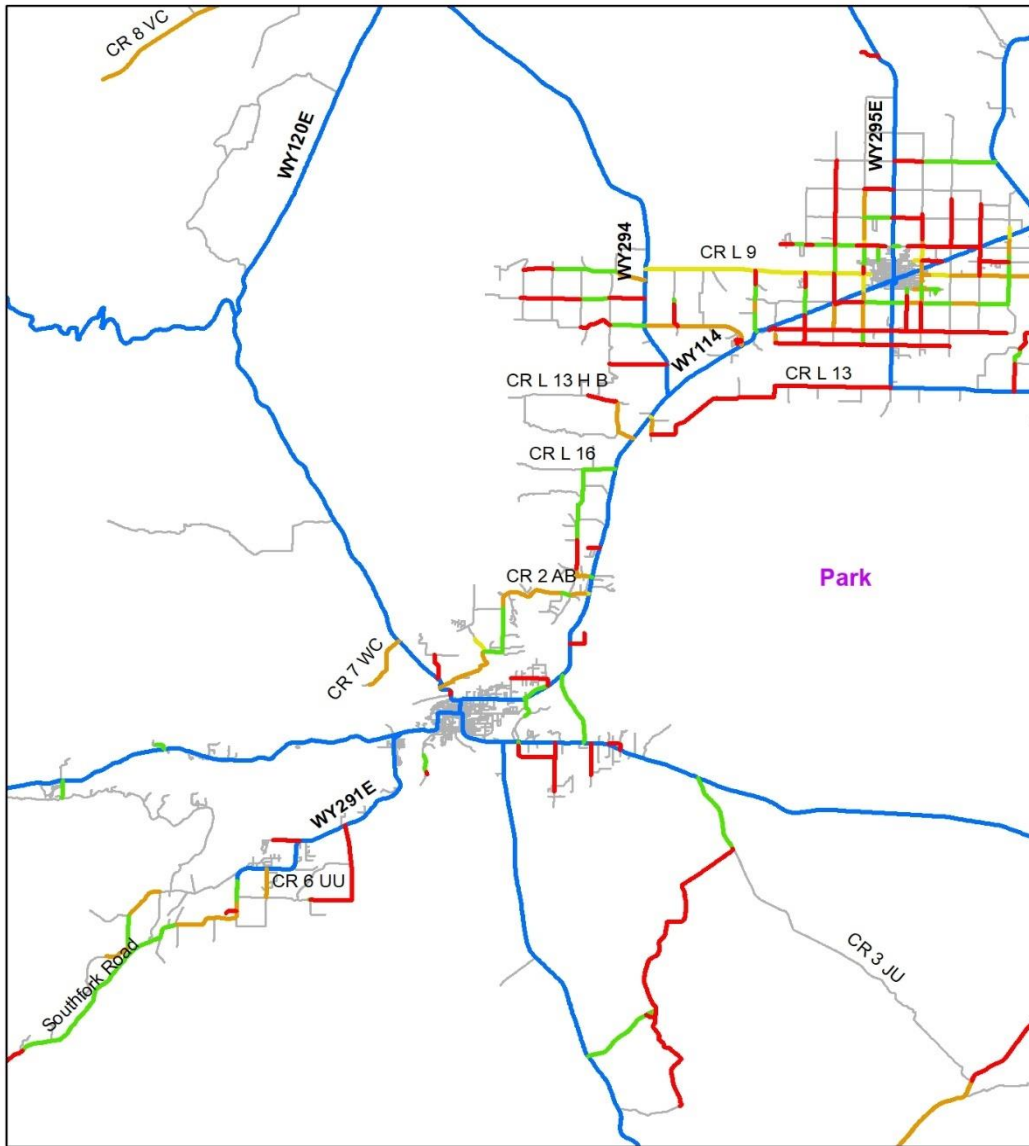 CR 8 VC
WY120E
WY295E
WY294
CR L 9
WY114
CR L 13 H B
CR L 13
CR L 16
CR 2 AB
Park
CR 7 WC
WY291E
CR 6 UU
Southfork Road
CR 3 JU